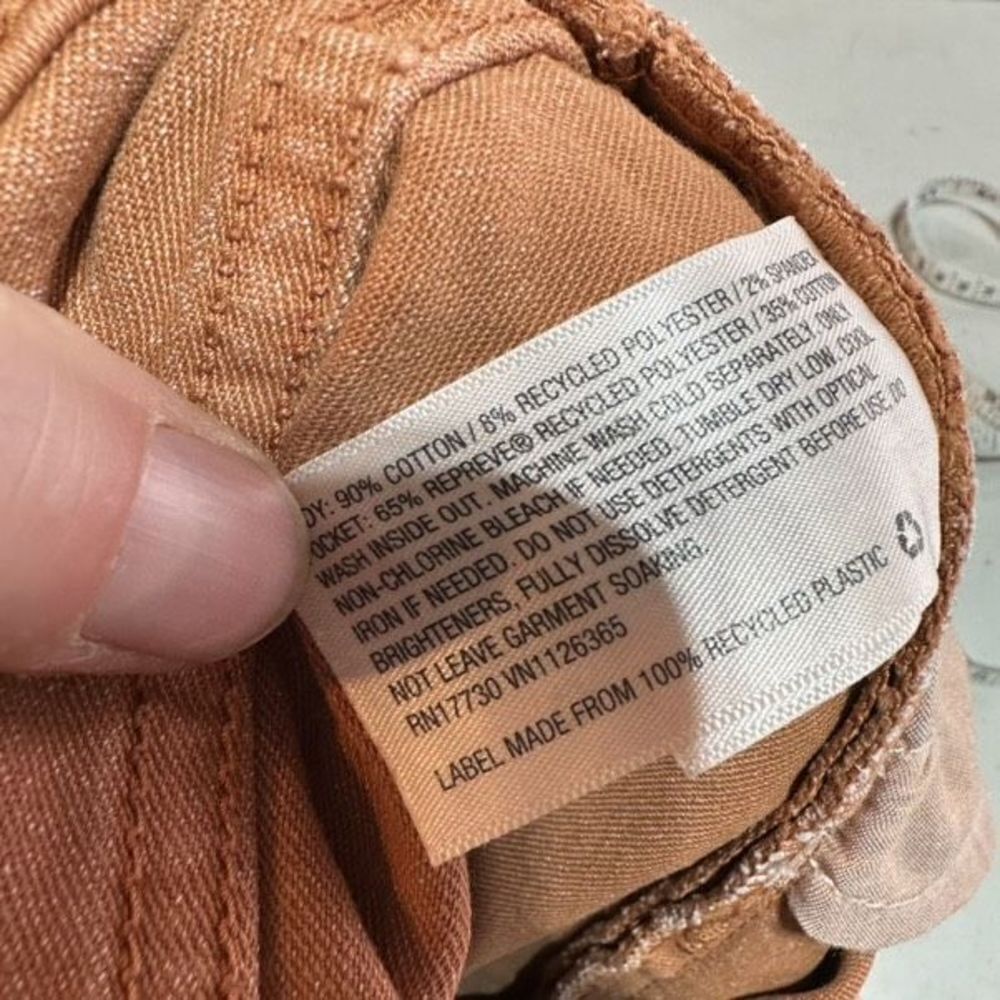 DY: 90% COTTON / 8% RECYCLED POLYESTER / 2% SPANDEX
OCKET: 65% REPREVE® RECYCLED POLYESTER / 35% COTTON
WASH INSIDE OUT. MACHINE WASH COLD SEPARATELY. ONLY
NON-CHLORINE BLEACH IF NEEDED. TUMBLE DRY LOW. COOL
IRON IF NEEDED. DO NOT USE DETERGENTS WITH OPTICAL
BRIGHTENERS, FULLY DISSOLVE DETERGENT BEFORE USE. DO
NOT LEAVE GARMENT SOAKING.
RN17730 VN1126365
LABEL MADE FROM 100% RECYCLED PLASTIC